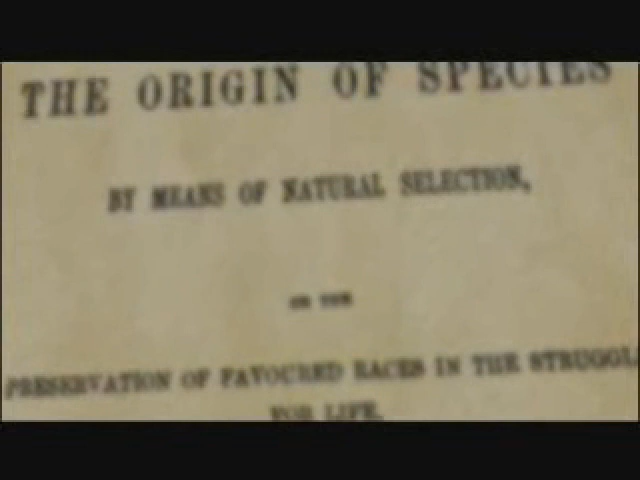 THE ORIGIN OF SPECIES
BY MEANS OF NATURAL SELECTION,
OR THE
PRESERVATION OF FAVOURED RACES IN THE STRUGGLE
FOR LIFE.